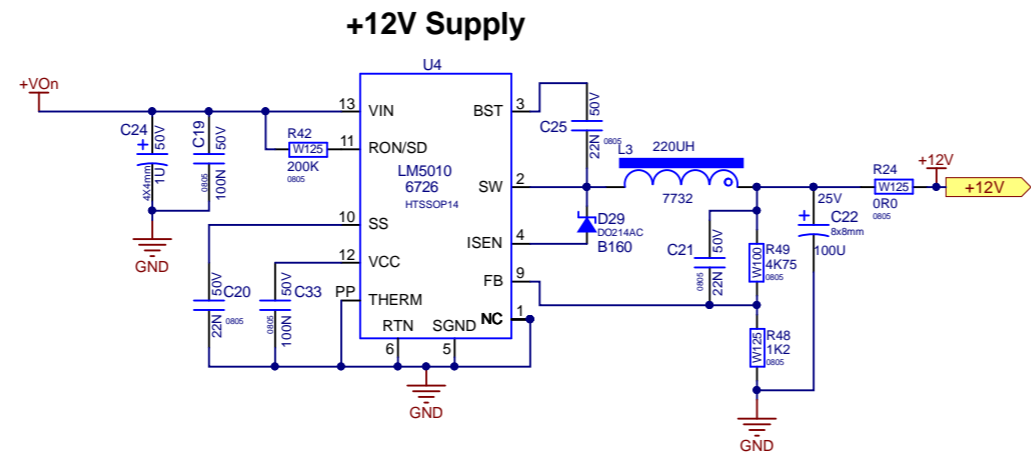 +12V Supply
U4
+VOn
13 VIN
BST 3
C24
+
50V
1U
4X4mm
C19
50V
100N
0805
R42
W125
200K
0805
11 RON/SD
LM5010
6726
HTSSOP14
C25
50V
22N
0805
SW 2
L3
220UH
7732
R24
W125
0R0
0805
+12V
+12V
10 SS
D29
DO214AC
B160
ISEN 4
25V
+
C22
8x8mm
100U
GND
12 VCC
C21
50V
22N
0805
R49
W100
4K75
0805
FB 9
C20
50V
22N
0805
C33
50V
100N
0805
PP THERM
NC 1
RTN
6
SGND
5
R48
W125
1K2
0805
GND
GND